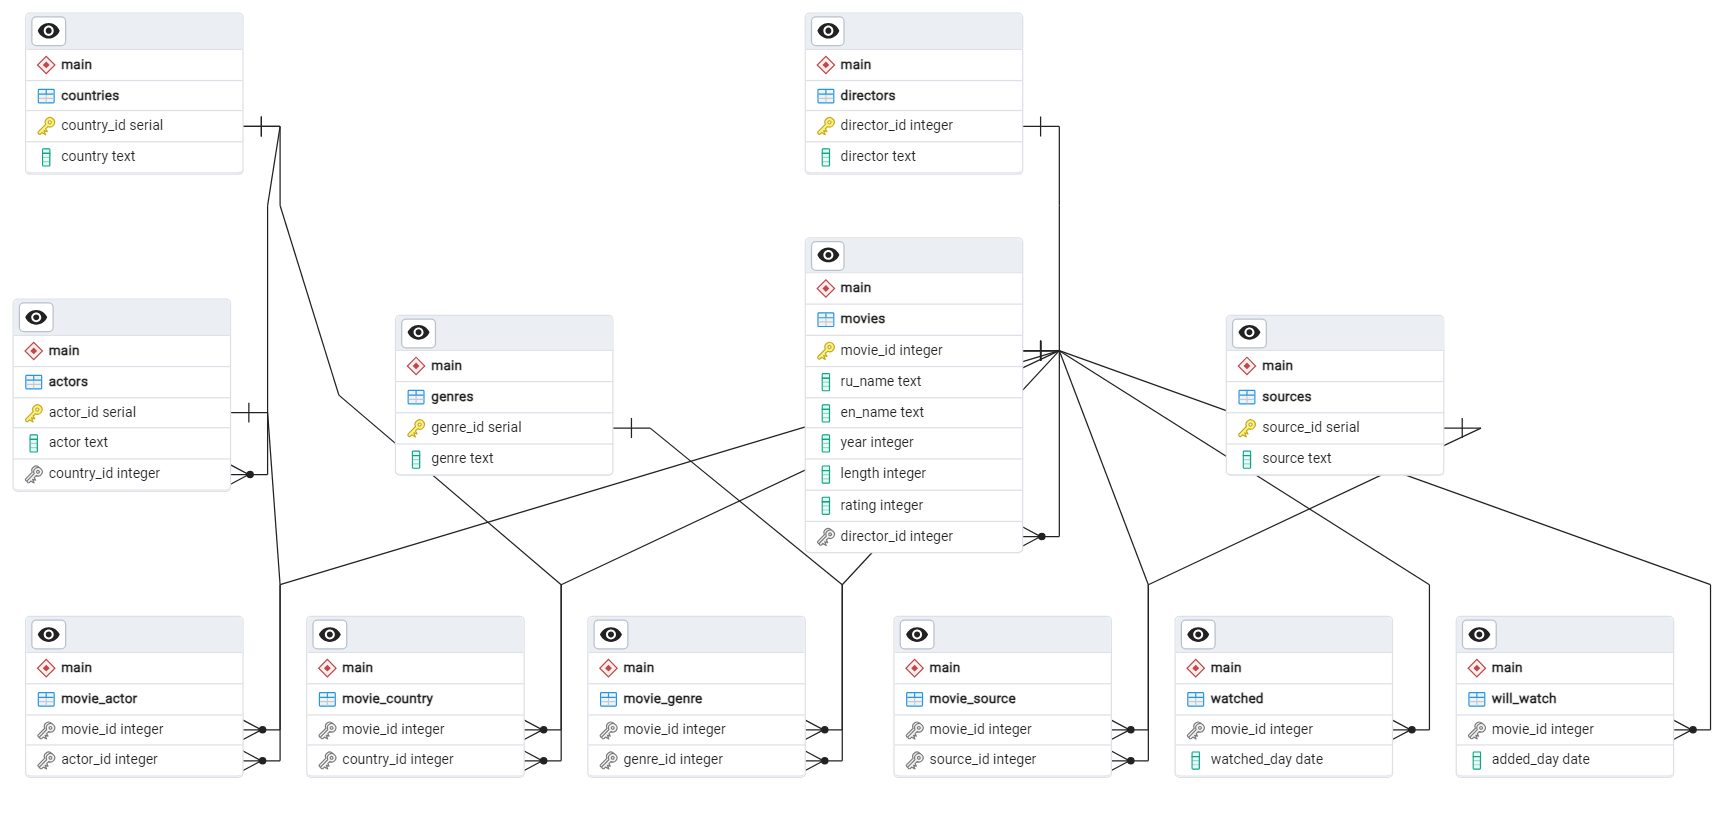 main
countries
country_id serial
country text
main
directors
director_id integer
director text
main
actors
actor_id serial
actor text
country_id integer
main
genres
genre_id serial
genre text
main
movies
movie_id integer
ru_name text
en_name text
year integer
length integer
rating integer
director_id integer
main
sources
source_id serial
source text
main
movie_actor
movie_id integer
actor_id integer
main
movie_country
movie_id integer
country_id integer
main
movie_genre
movie_id integer
genre_id integer
main
movie_source
movie_id integer
source_id integer
main
watched
movie_id integer
watched_day date
main
will_watch
movie_id integer
added_day date